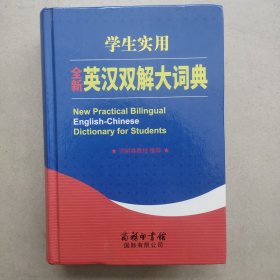 学生实用
全新英汉双解大词典
New Practical Bilingual
English-Chinese
Dictionary for Students
商务印书馆
国际有限公司